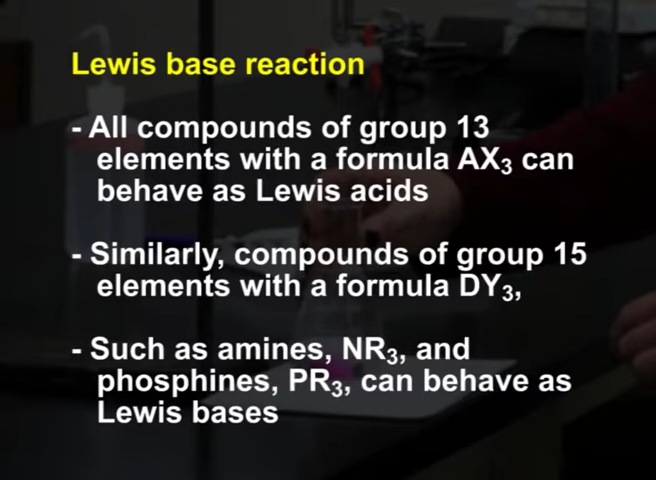 Lewis base reaction
- All compounds of group 13
elements with a formula AX₃ can
behave as Lewis acids
- Similarly, compounds of group 15
elements with a formula DY₃,
- Such as amines, NR₃, and
phosphines, PR₃, can behave as
Lewis bases